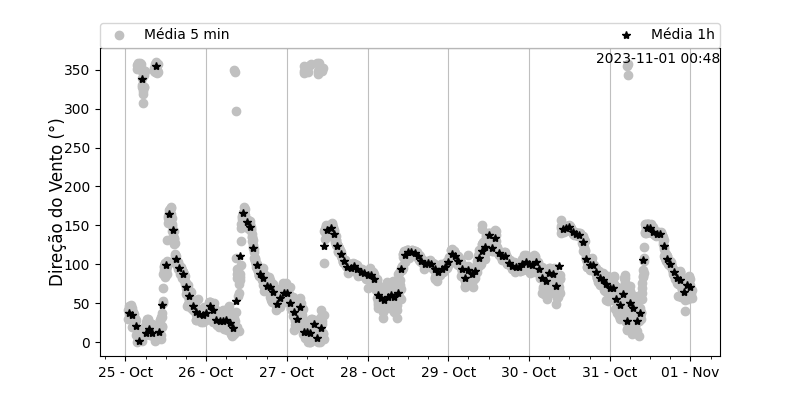 Média 5 min
Média 1h
2023-11-01 00:48
Direção do Vento (°)
350
300
250
200
150
100
50
0
25 - Oct
26 - Oct
27 - Oct
28 - Oct
29 - Oct
30 - Oct
31 - Oct
01 - Nov